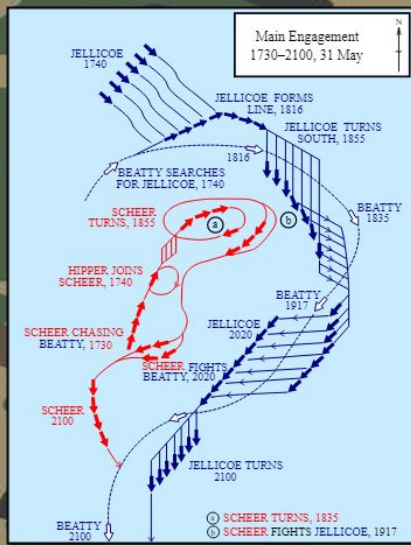 Main Engagement
1730–2100, 31 May
JELLICOE
1740
JELLICOE FORMS
LINE, 1816
JELLICOE TURNS
SOUTH, 1855
1816
BEATTY SEARCHES
FOR JELLICOE, 1740
BEATTY
1835
SCHEER
TURNS, 1855
a
b
HIPPER JOINS
SCHEER, 1740
BEATTY
1917
JELLICOE
2020
SCHEER CHASING
BEATTY, 1730
SCHEER FIGHTS
BEATTY, 2020
SCHEER
2100
JELLICOE TURNS
2100
BEATTY
2100
a SCHEER TURNS, 1835
b SCHEER FIGHTS JELLICOE, 1917